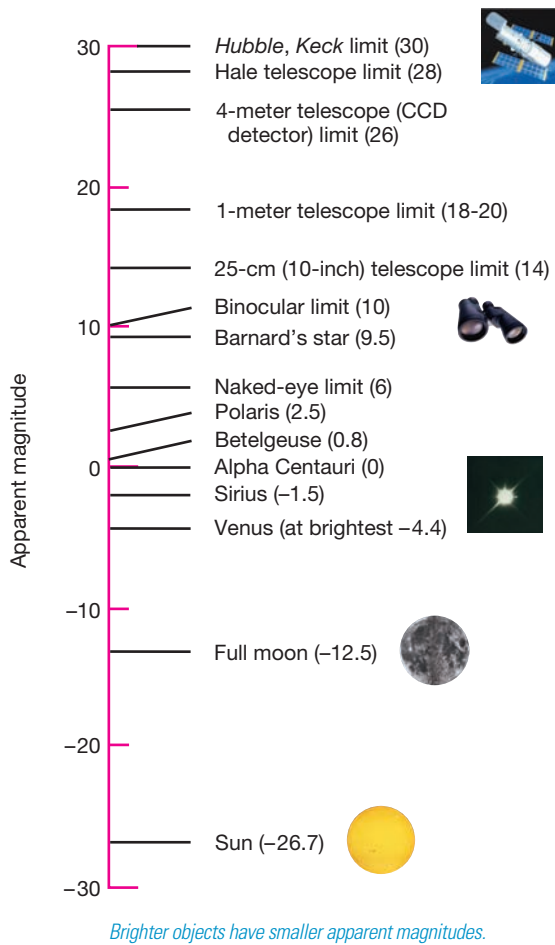 30
Hubble, Keck limit (30)
Hale telescope limit (28)
4-meter telescope (CCD
detector) limit (26)
20
1-meter telescope limit (18-20)
25-cm (10-inch) telescope limit (14)
Binocular limit (10)
10
Barnard’s star (9.5)
Naked-eye limit (6)
Polaris (2.5)
Betelgeuse (0.8)
0
Alpha Centauri (0)
Sirius (–1.5)
Venus (at brightest –4.4)
Apparent magnitude
–10
Full moon (–12.5)
–20
Sun (–26.7)
–30
Brighter objects have smaller apparent magnitudes.